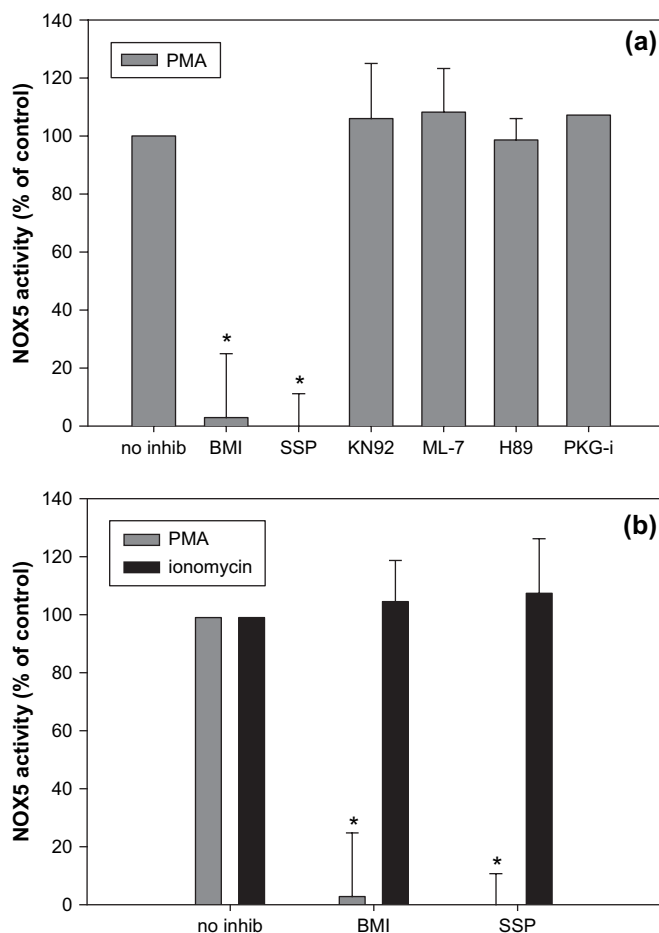 (a)
PMA
NOX5 activity (% of control)
140
120
100
80
60
40
20
0
*
*
no inhib BMI SSP KN92 ML-7 H89 PKG-i
(b)
PMA
ionomycin
NOX5 activity (% of control)
140
120
100
80
60
40
20
0
*
*
no inhib BMI SSP